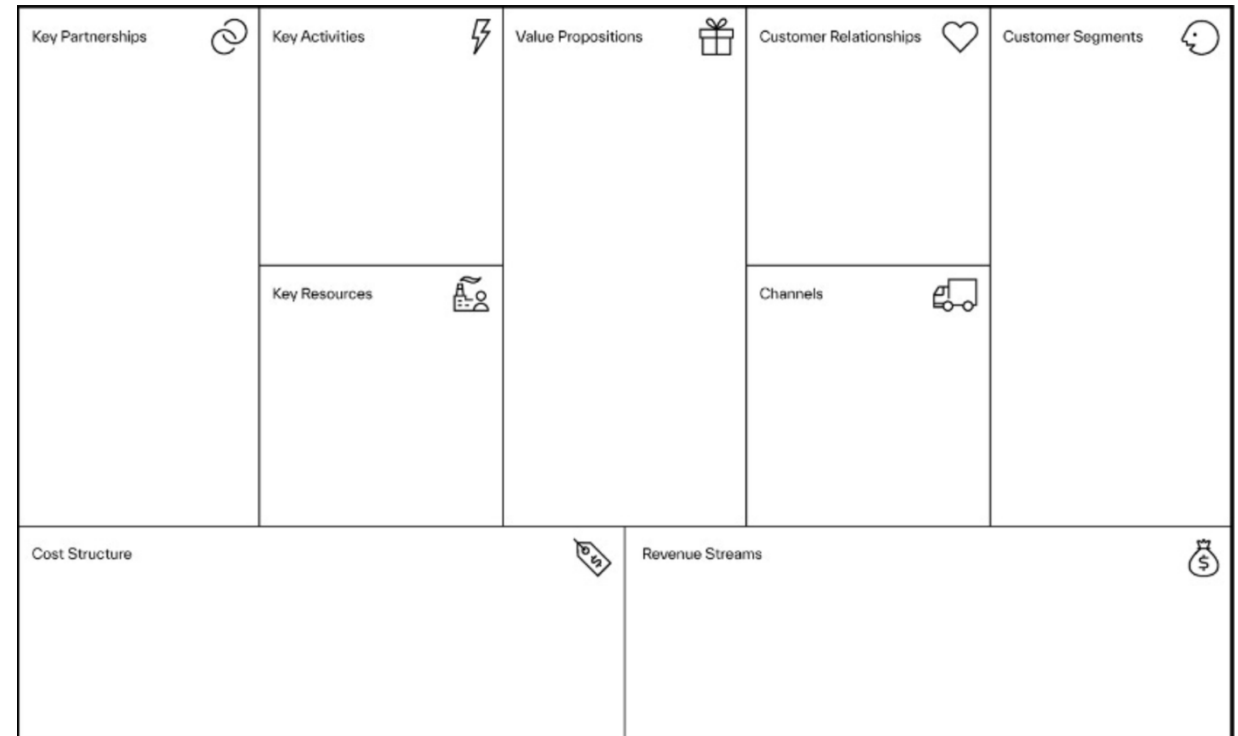 Key Partnerships
Key Activities
Value Propositions
Customer Relationships
Customer Segments
Key Resources
Channels
Cost Structure
$
Revenue Streams
$